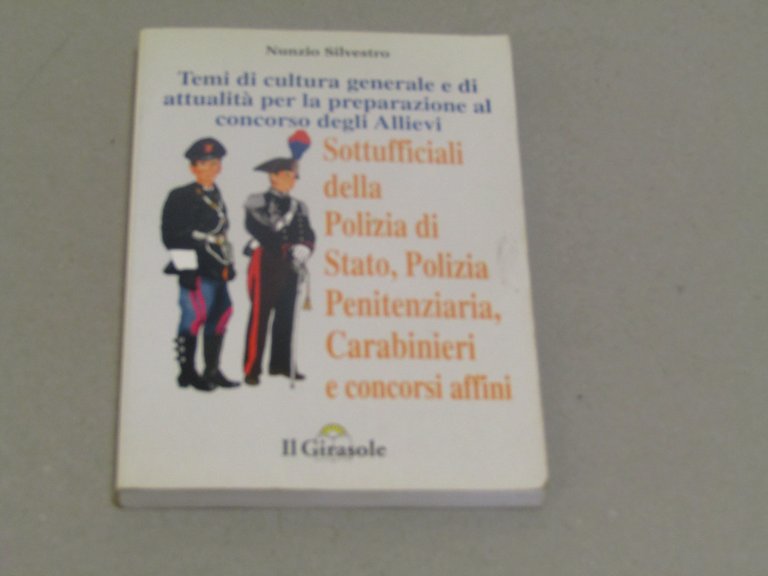 Nunzio Silvestro
Temi di cultura generale e di
attualità per la preparazione al
concorso degli Allievi
Sottufficiali
della
Polizia di
Stato, Polizia
Penitenziaria,
Carabinieri
e concorsi affini
Il Girasole